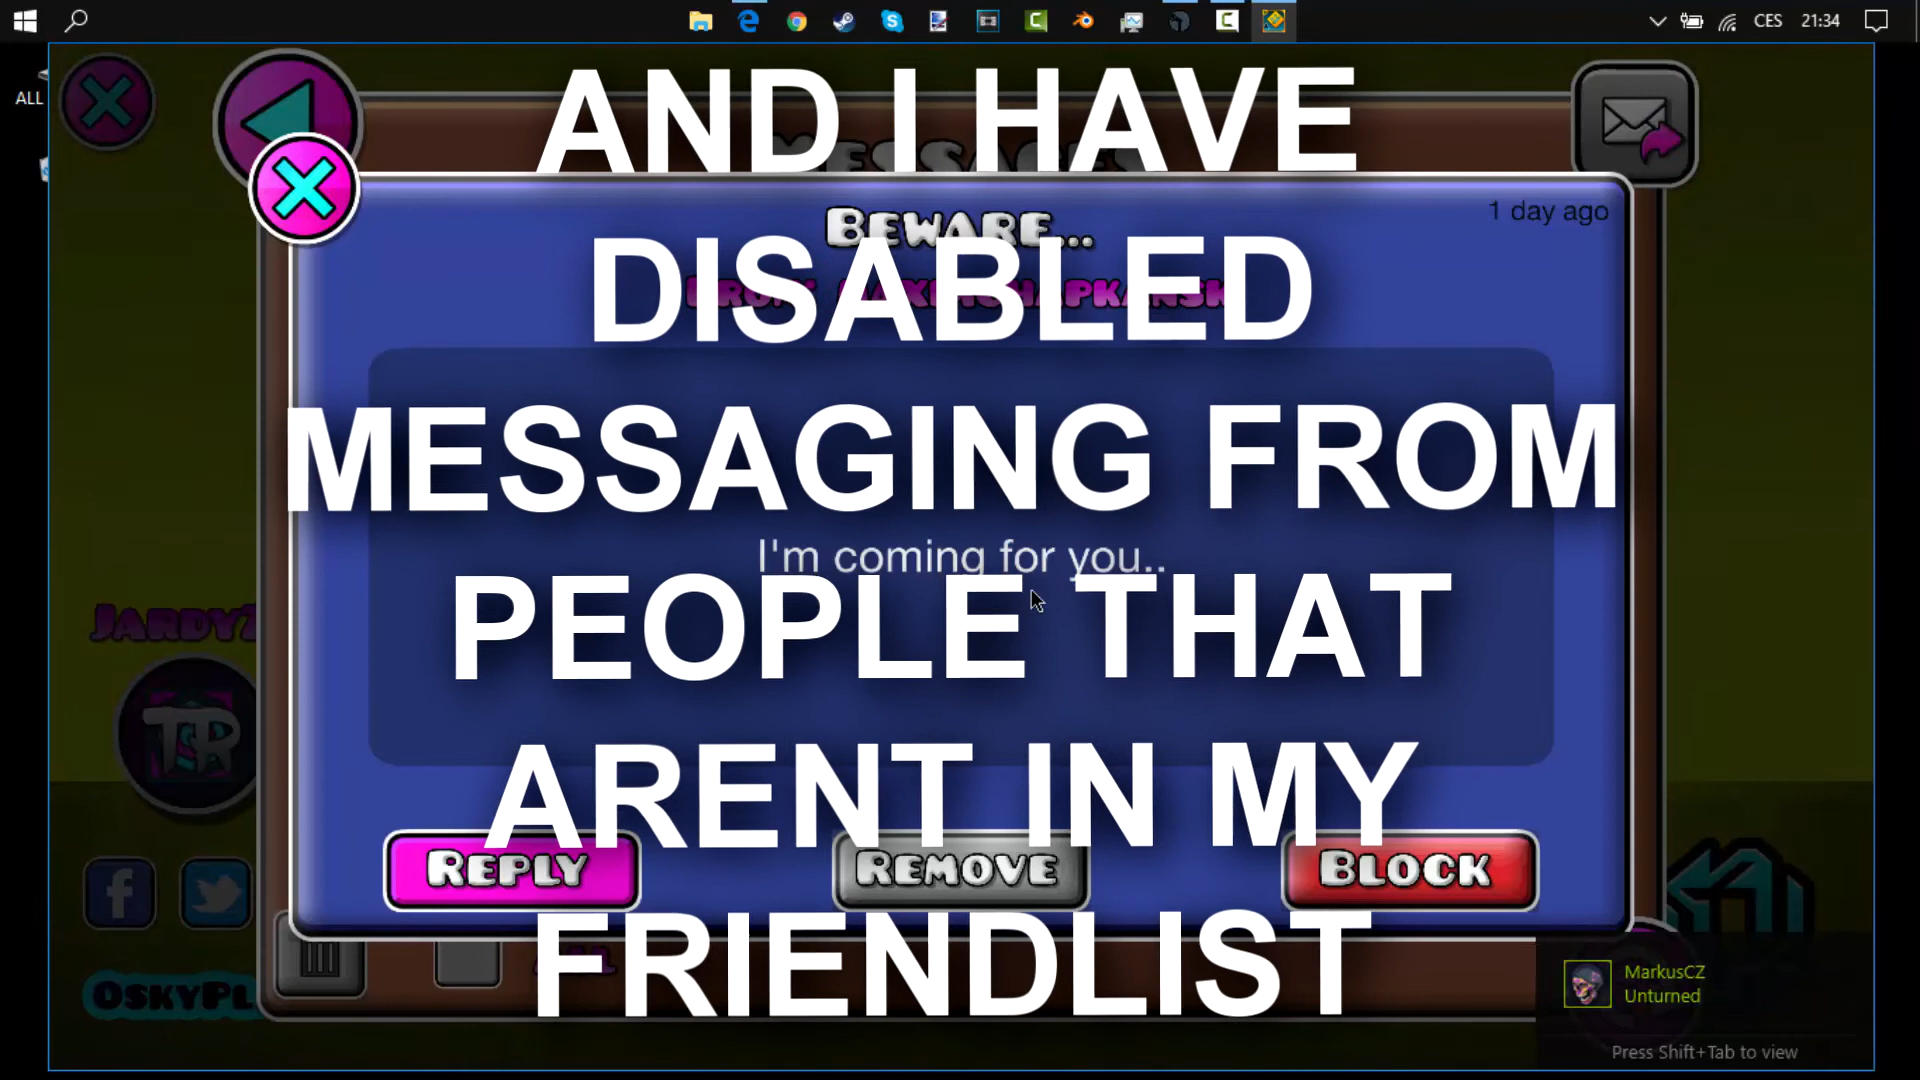 CES 21:34
ALL
AND I HAVE
1 day ago
BEWARE...
DISABLED
MESSAGING FROM
I'm coming for you..
PEOPLE THAT
ARENT IN MY
REPLY REMOVE BLOCK
FRIENDLIST
TR
MarkusCZ
Unturned
Press Shift+Tab to view